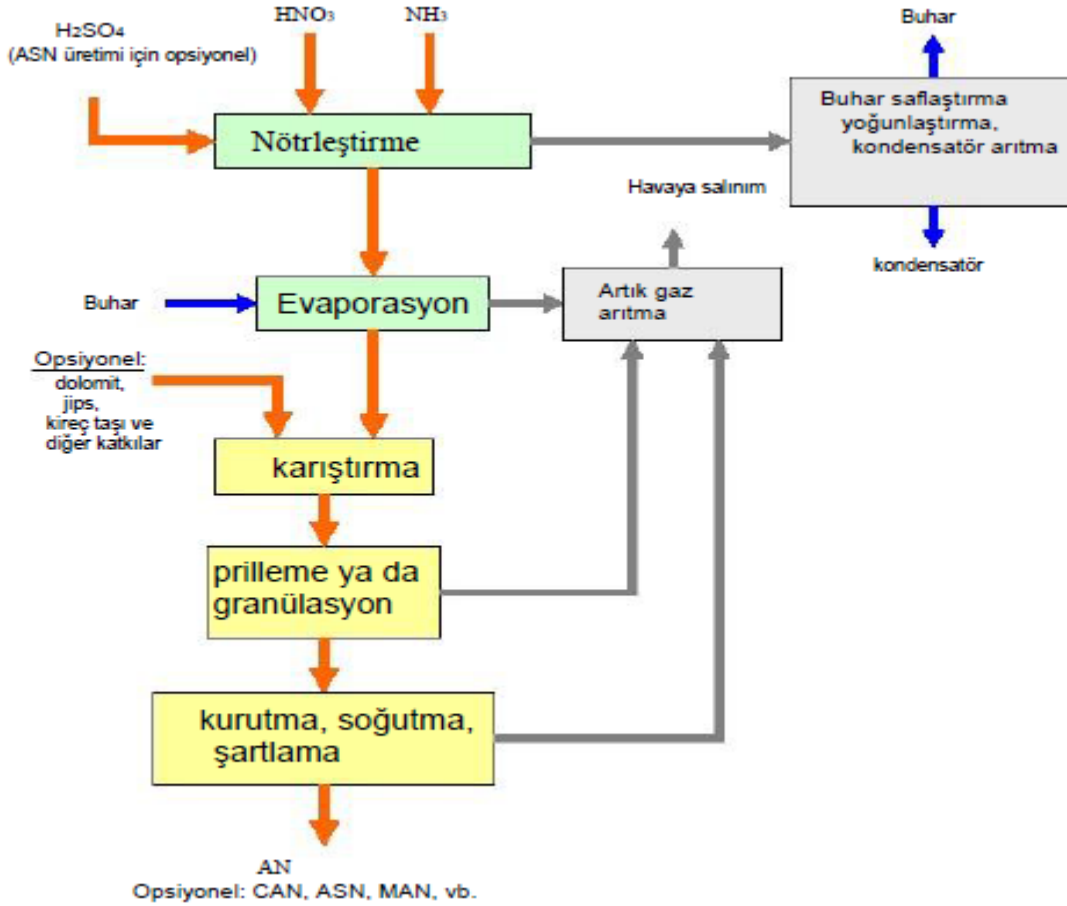 H₂SO₄
(ASN üretimi için opsiyonel)
HNO₃
NH₃
Buhar
Buhar saflaştırma
yoğunlaştırma,
kondensatör arıtma
Nötrleştirme
Havaya salınım
kondensatör
Buhar
Evaporasyon
Artık gaz
arıtma
Opsiyonel:
dolomit,
jips,
kireç taşı ve
diğer katkılar
karıştırma
prilleme ya da
granülasyon
kurutma, soğutma,
şartlama
AN
Opsiyonel: CAN, ASN, MAN, vb.